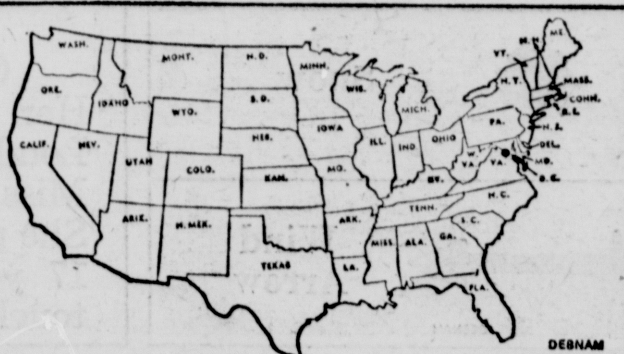 WASH.
MONT.
N.D.
MINN.
ME.
N.H.
VT.
N.Y.
MASS.
CONN.
R.I.
ORE.
IDAHO
WYO.
S.D.
WIS.
MICH.
PA.
N.J.
CALIF.
NEV.
UTAH
COLO.
NEB.
IOWA
ILL.
IND
OHIO
W. VA.
VA.
DEL.
MD.
D.C.
KAN.
MO.
KY.
N.C.
ARIZ.
N. MEX.
TENN.
S.C.
ARK.
MISS.
ALA.
GA.
TEXAS
LA.
FLA.
DEBNAM